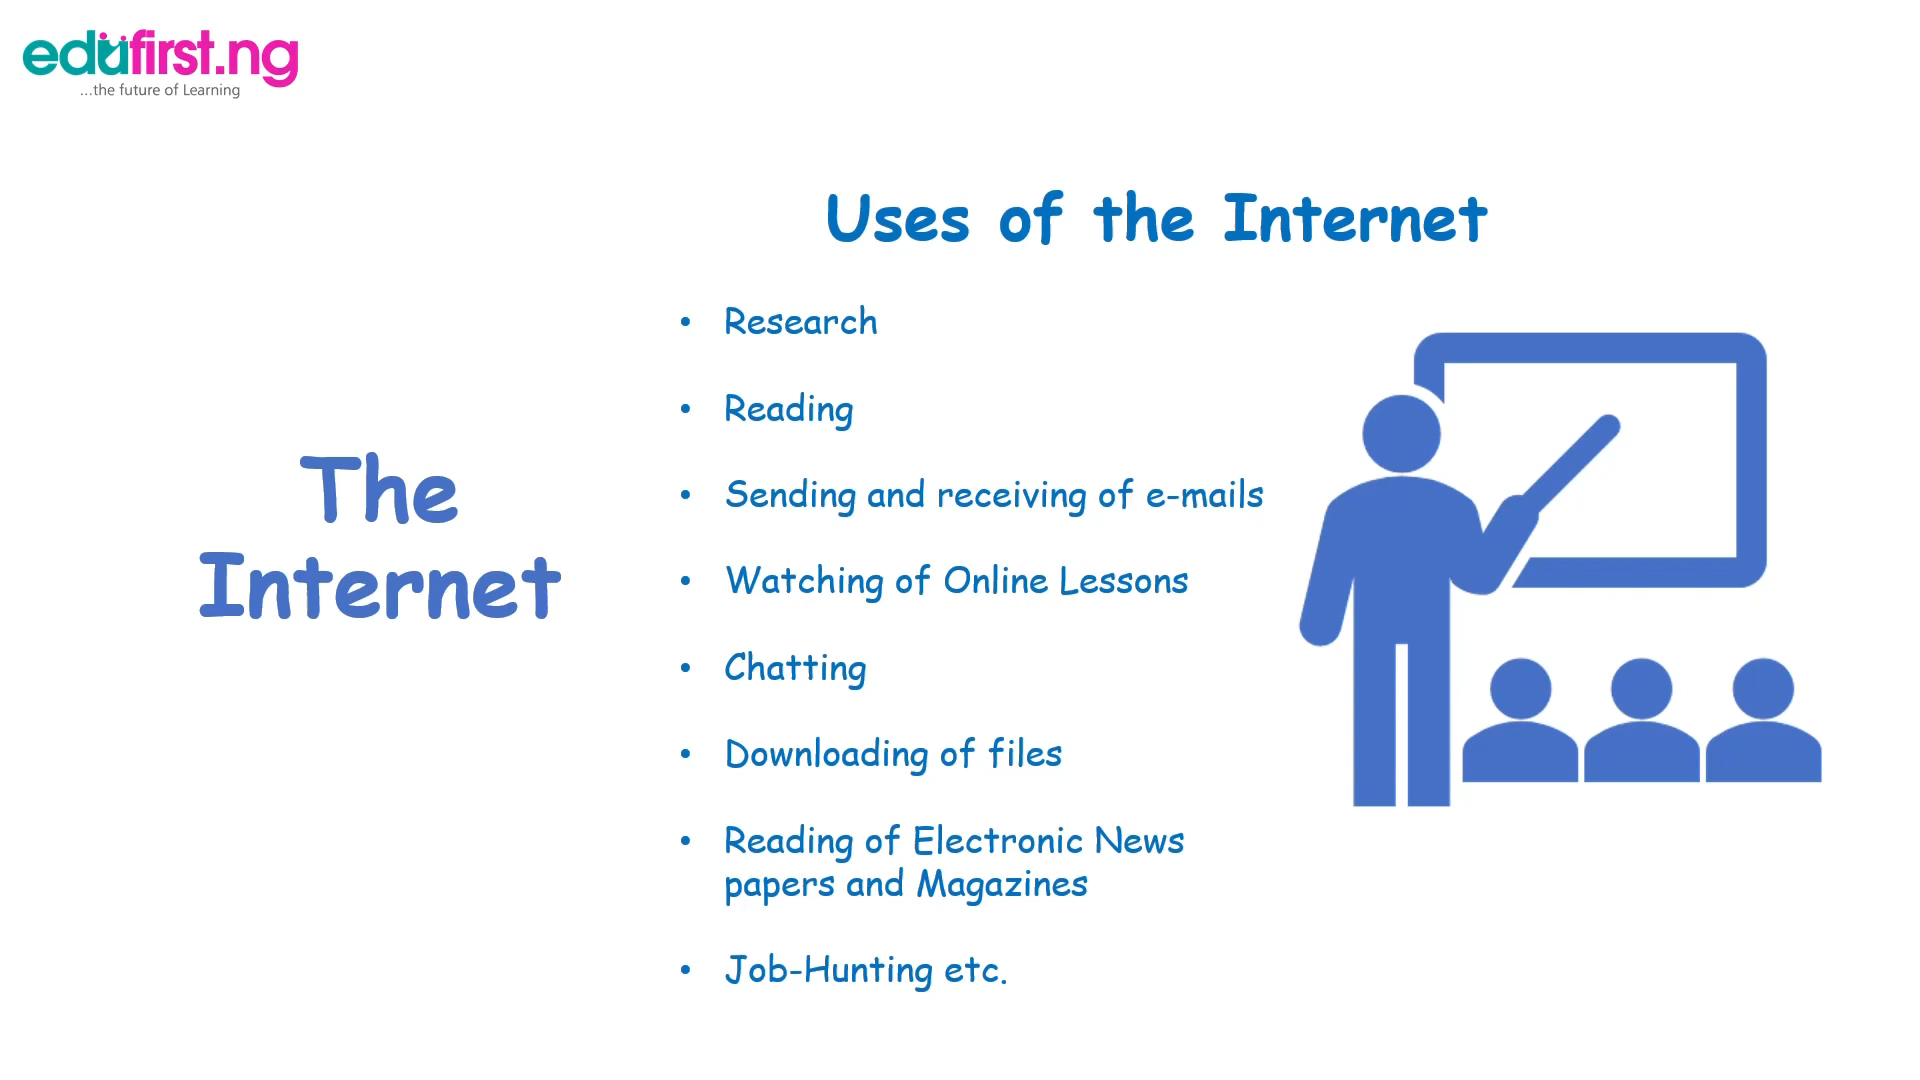 edufirst.ng
...the future of Learning
Uses of the Internet
The
Internet
• Research
• Reading
• Sending and receiving of e-mails
• Watching of Online Lessons
• Chatting
• Downloading of files
• Reading of Electronic News
papers and Magazines
• Job-Hunting etc.